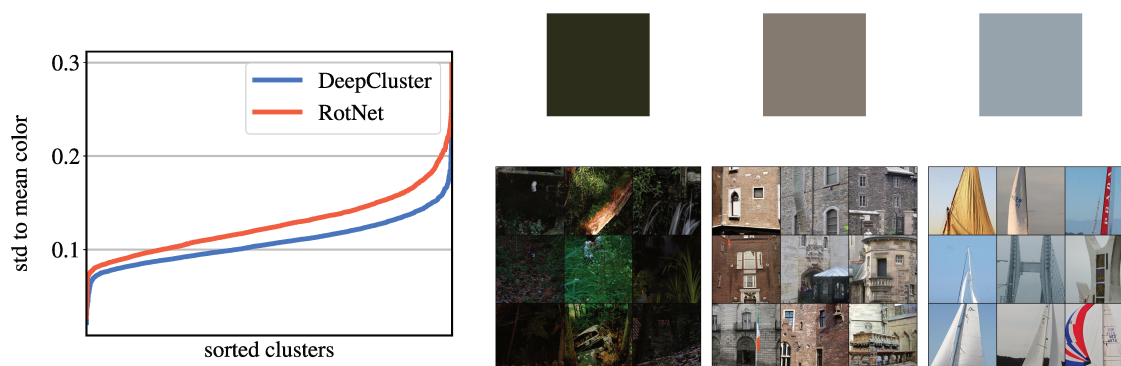 0.3
0.2
0.1
std to mean color
DeepCluster
RotNet
sorted clusters